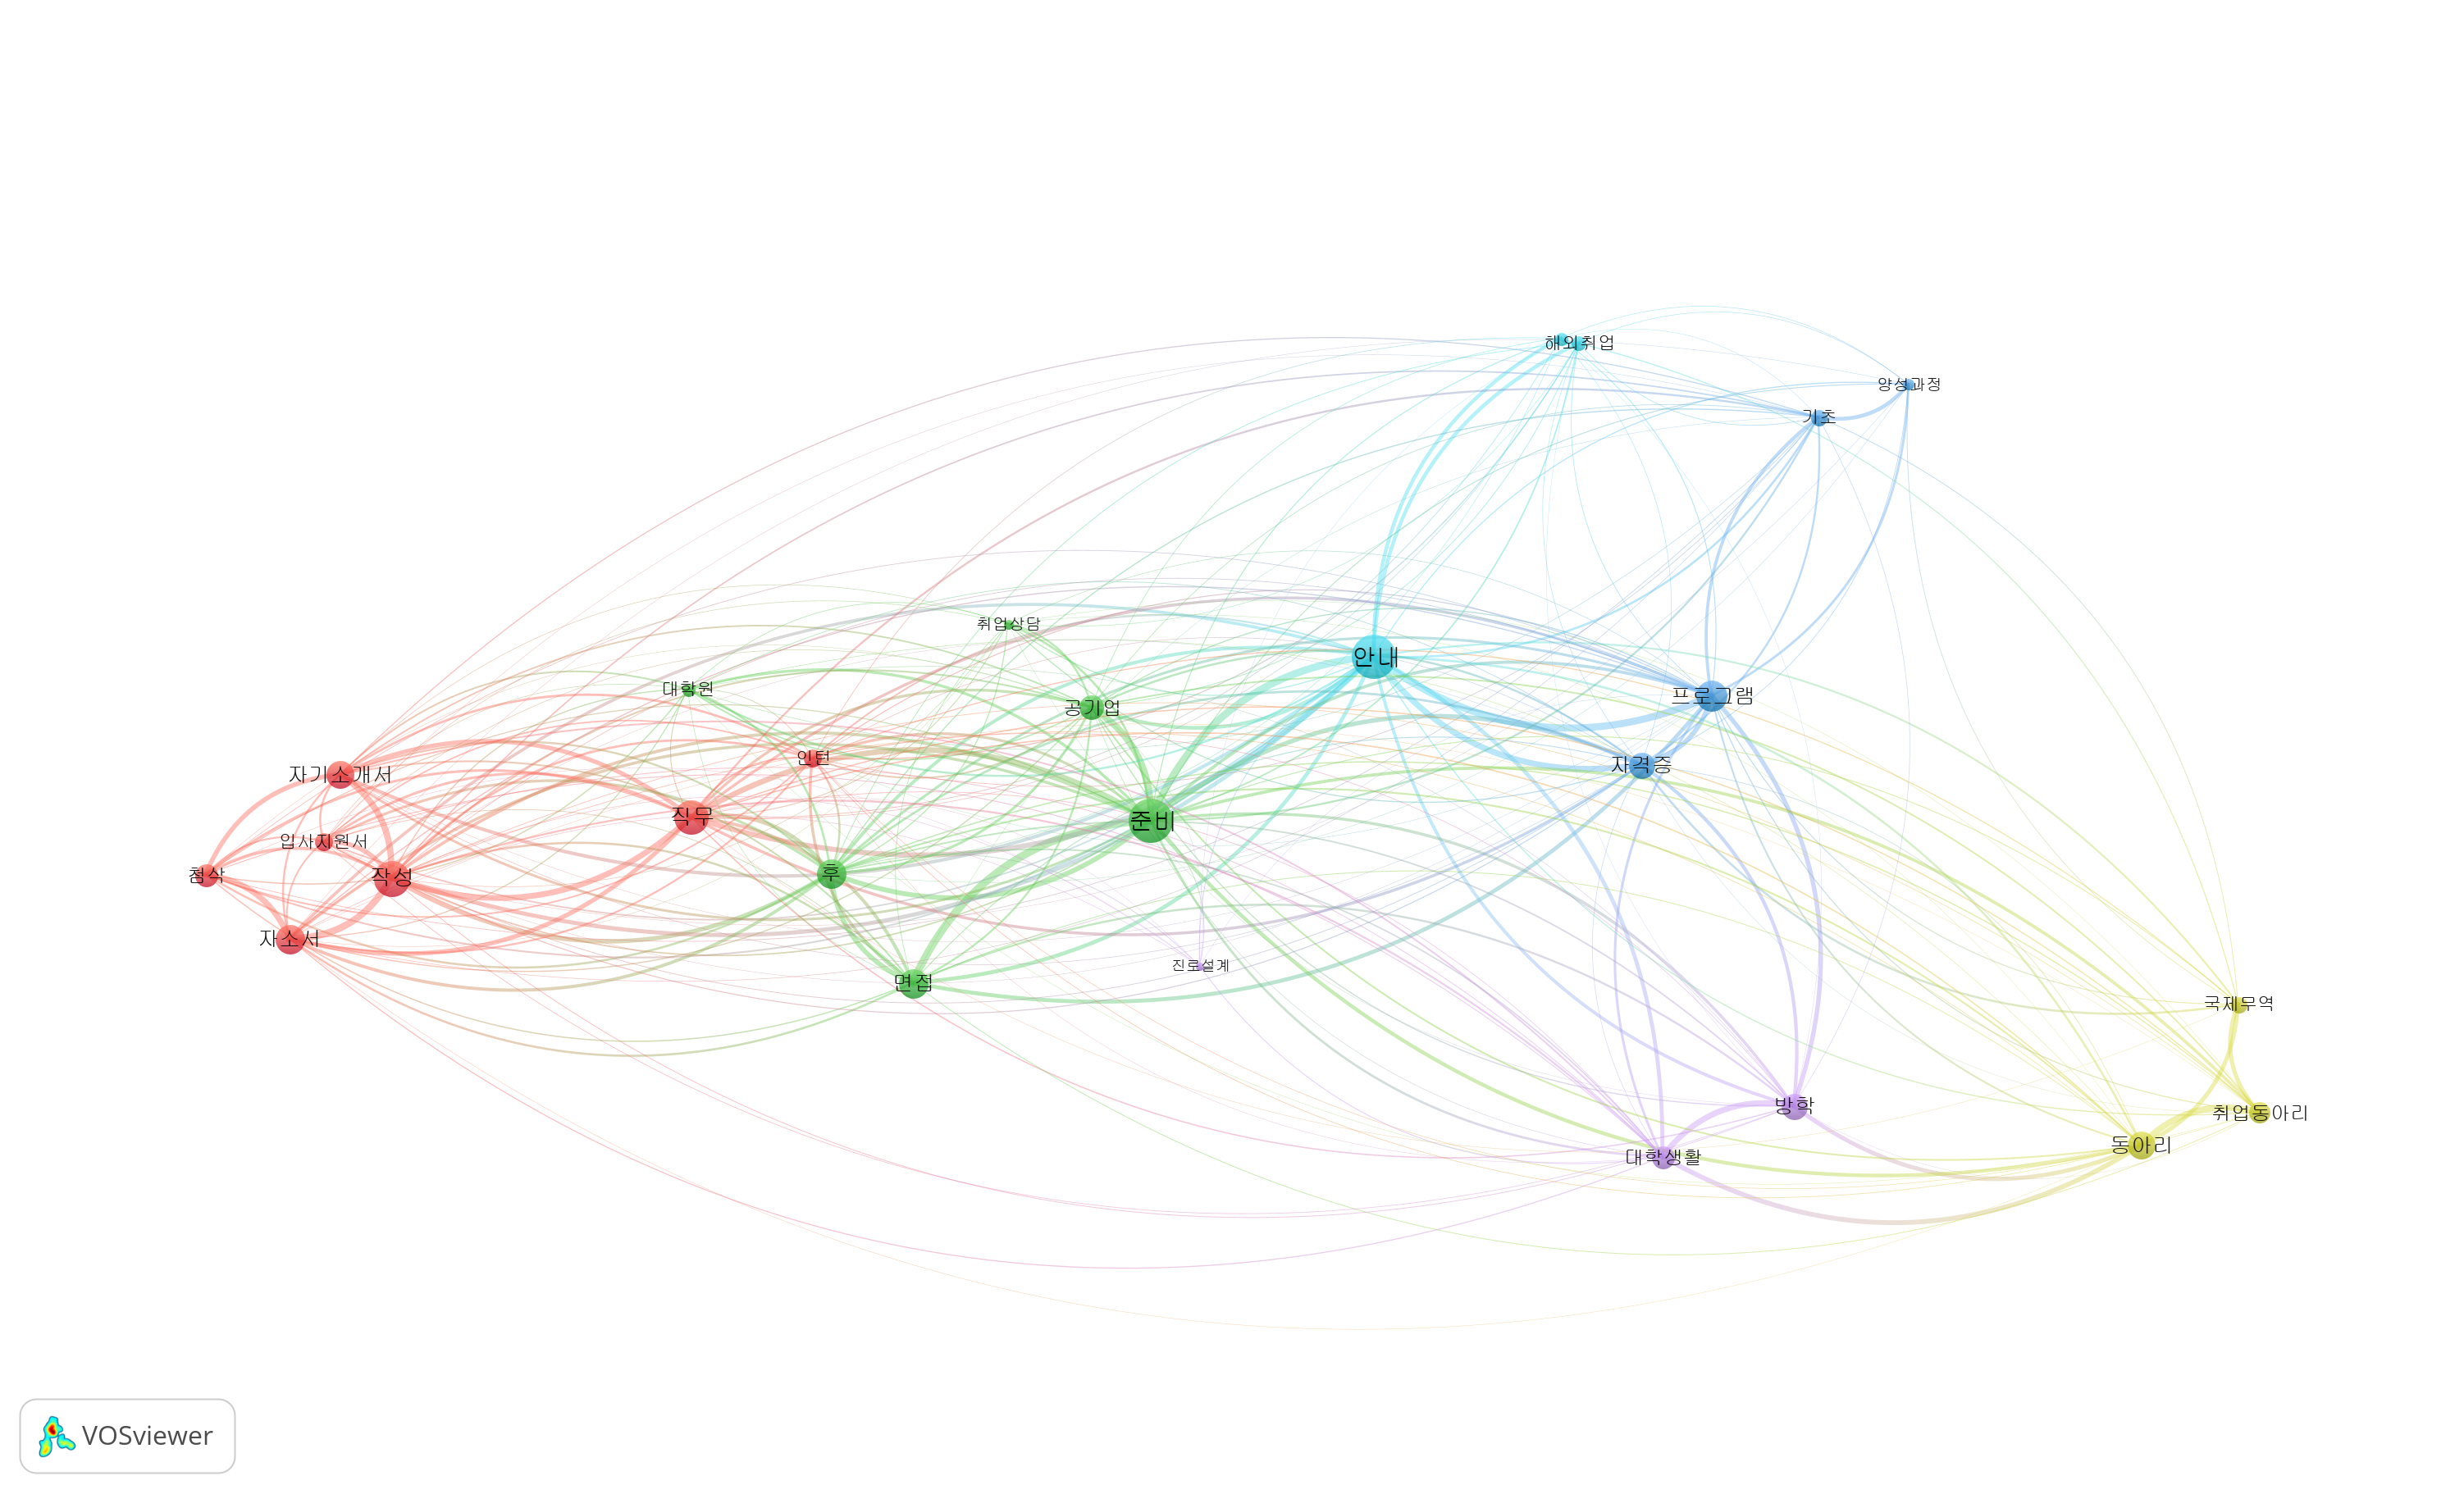 해외취업
양성과정
기초
취업상담
안내
대학원
프로그램
공기업
인턴
자격증
자기소개서
직무
준비
입사지원서
첨삭
작성
후
자소서
진로설계
면접
국제무역
방학
취업동아리
동아리
대학생활
VOSviewer